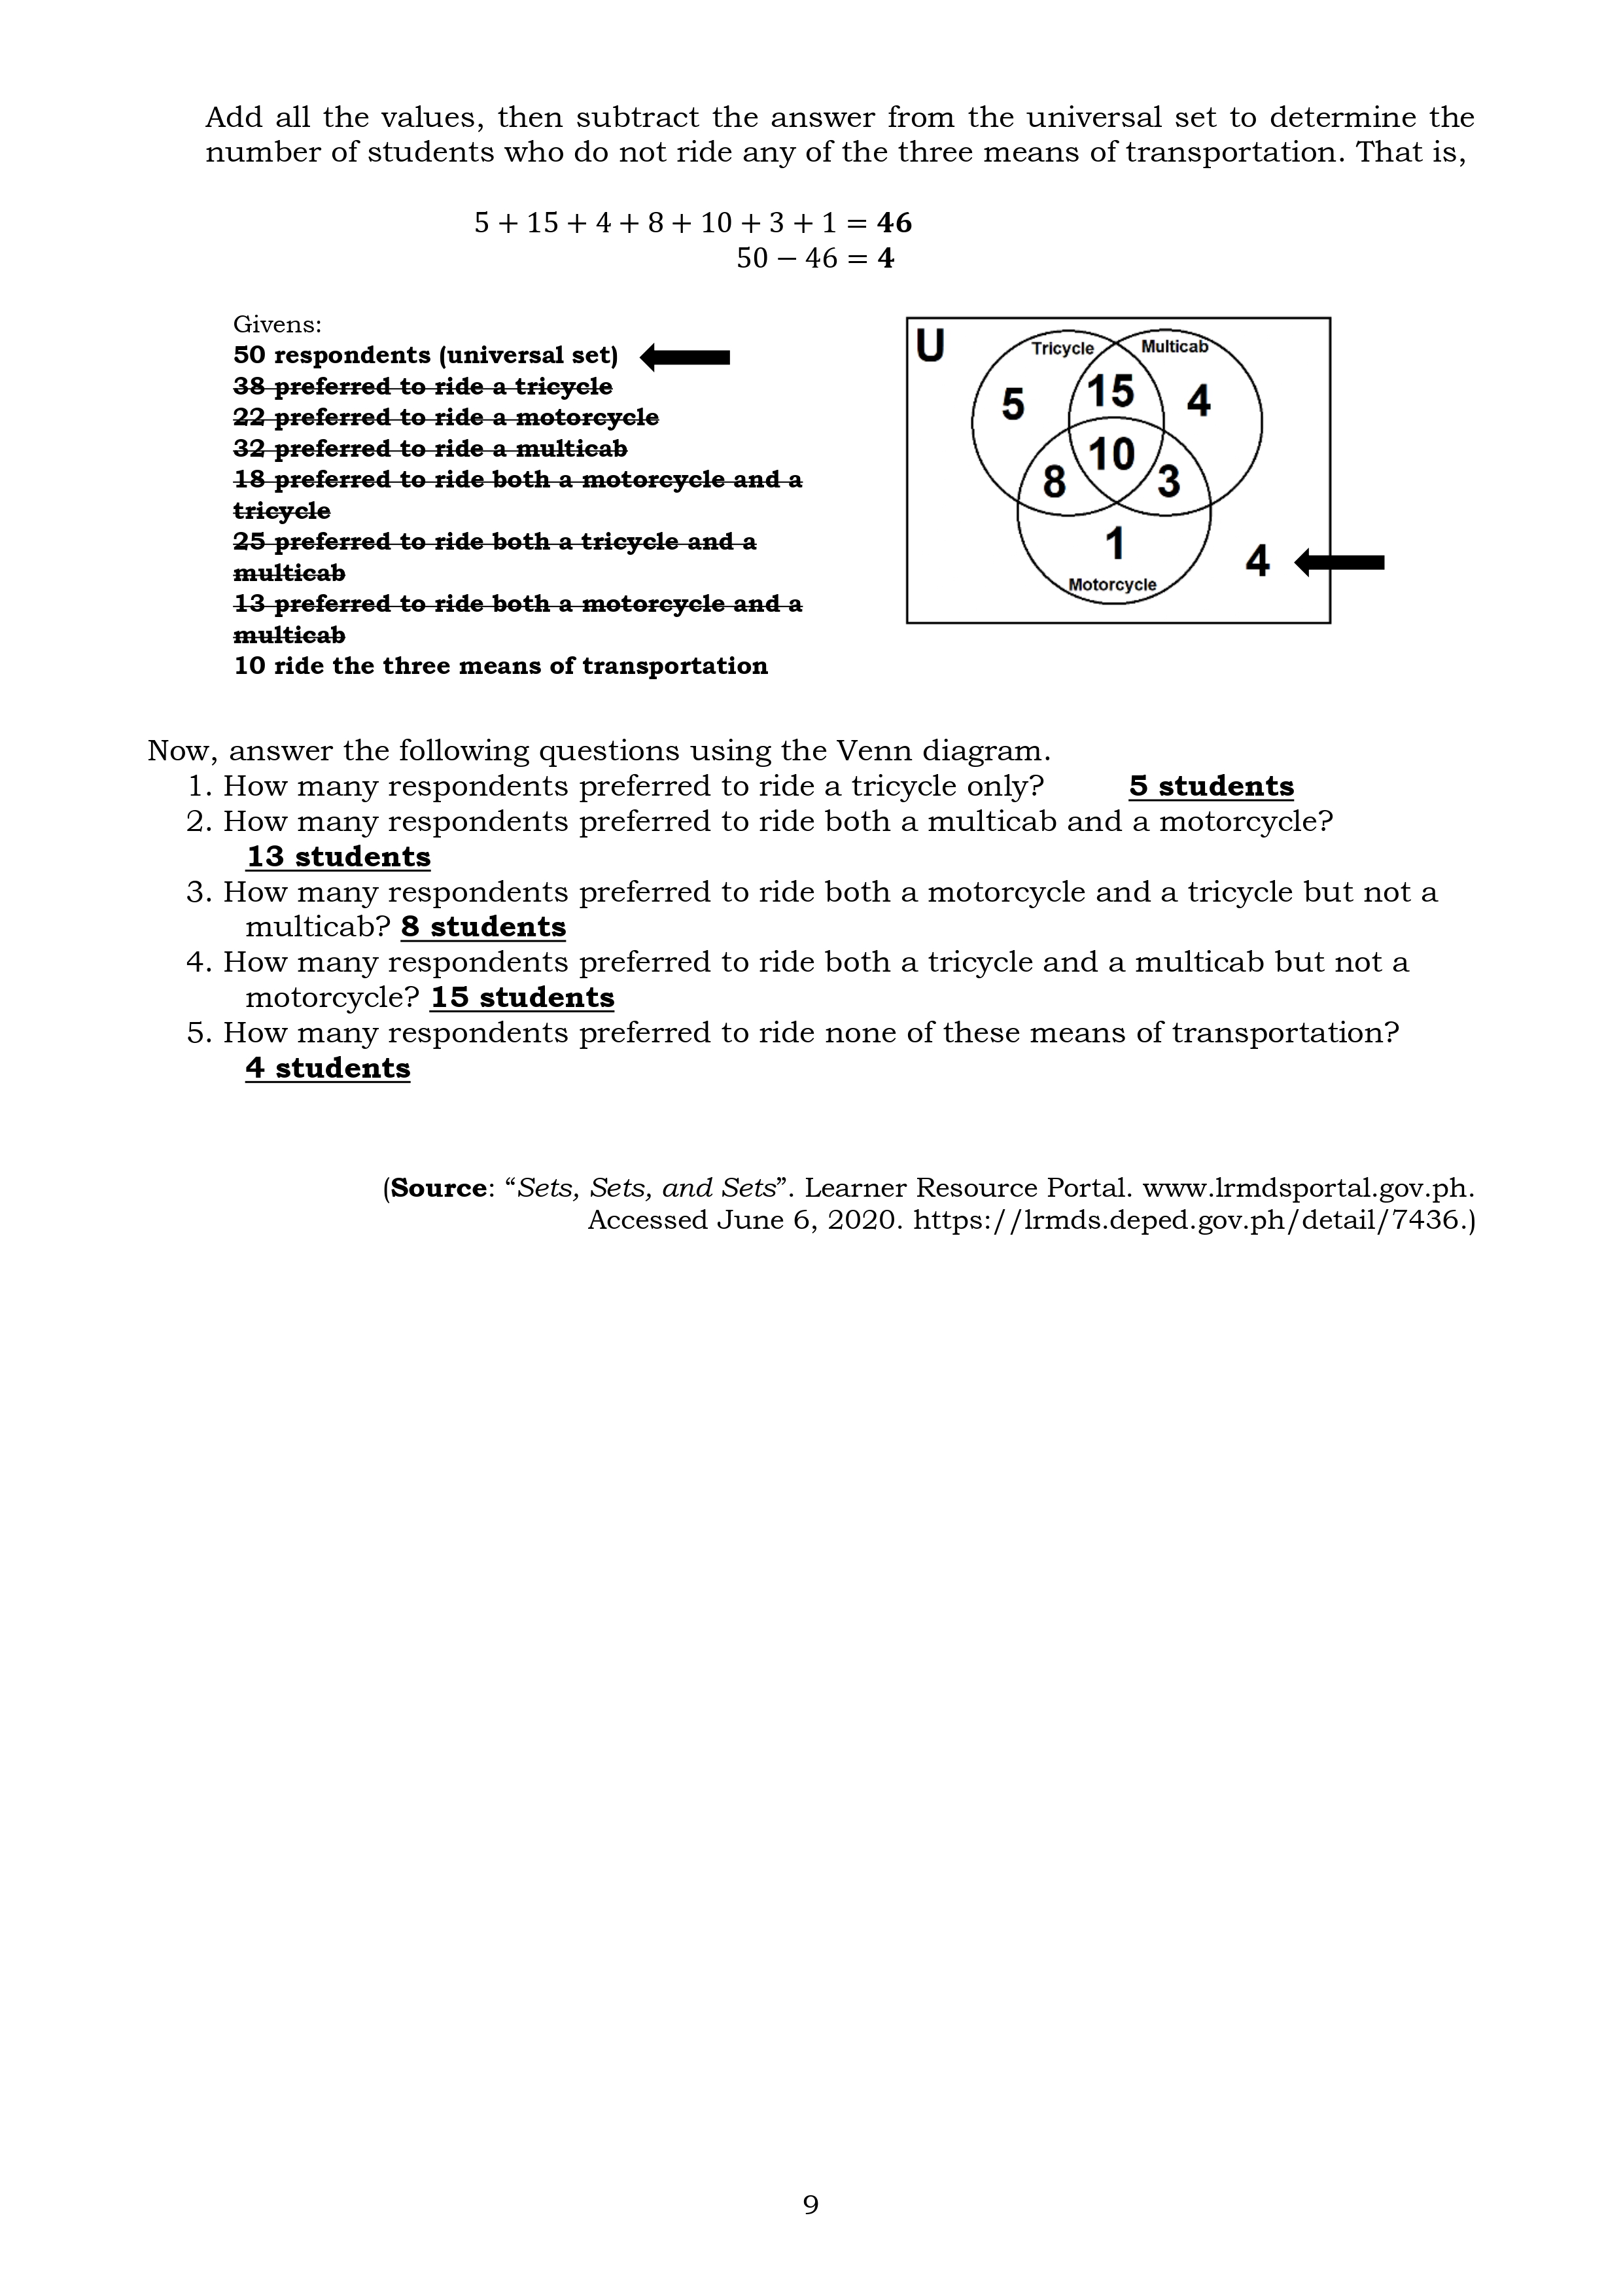 Add all the values, then subtract the answer from the universal set to determine the
number of students who do not ride any of the three means of transportation. That is,
5 + 15 + 4 + 8 + 10 + 3 + 1 = 46
50 − 46 = 4
Givens:
50 respondents (universal set)
38 preferred to ride a tricycle
22 preferred to ride a motorcycle
32 preferred to ride a multicab
18 preferred to ride both a motorcycle and a
tricycle
25 preferred to ride both a tricycle and a
multicab
13 preferred to ride both a motorcycle and a
multicab
10 ride the three means of transportation
U
Tricycle
Multicab
5
15
4
10
8
3
1
4
Motorcycle
Now, answer the following questions using the Venn diagram.
1. How many respondents preferred to ride a tricycle only? 5 students
2. How many respondents preferred to ride both a multicab and a motorcycle?
13 students
3. How many respondents preferred to ride both a motorcycle and a tricycle but not a
multicab? 8 students
4. How many respondents preferred to ride both a tricycle and a multicab but not a
motorcycle? 15 students
5. How many respondents preferred to ride none of these means of transportation?
4 students
(Source: “Sets, Sets, and Sets”. Learner Resource Portal. www.lrmdsportal.gov.ph.
Accessed June 6, 2020. https://lrmds.deped.gov.ph/detail/7436.)
9